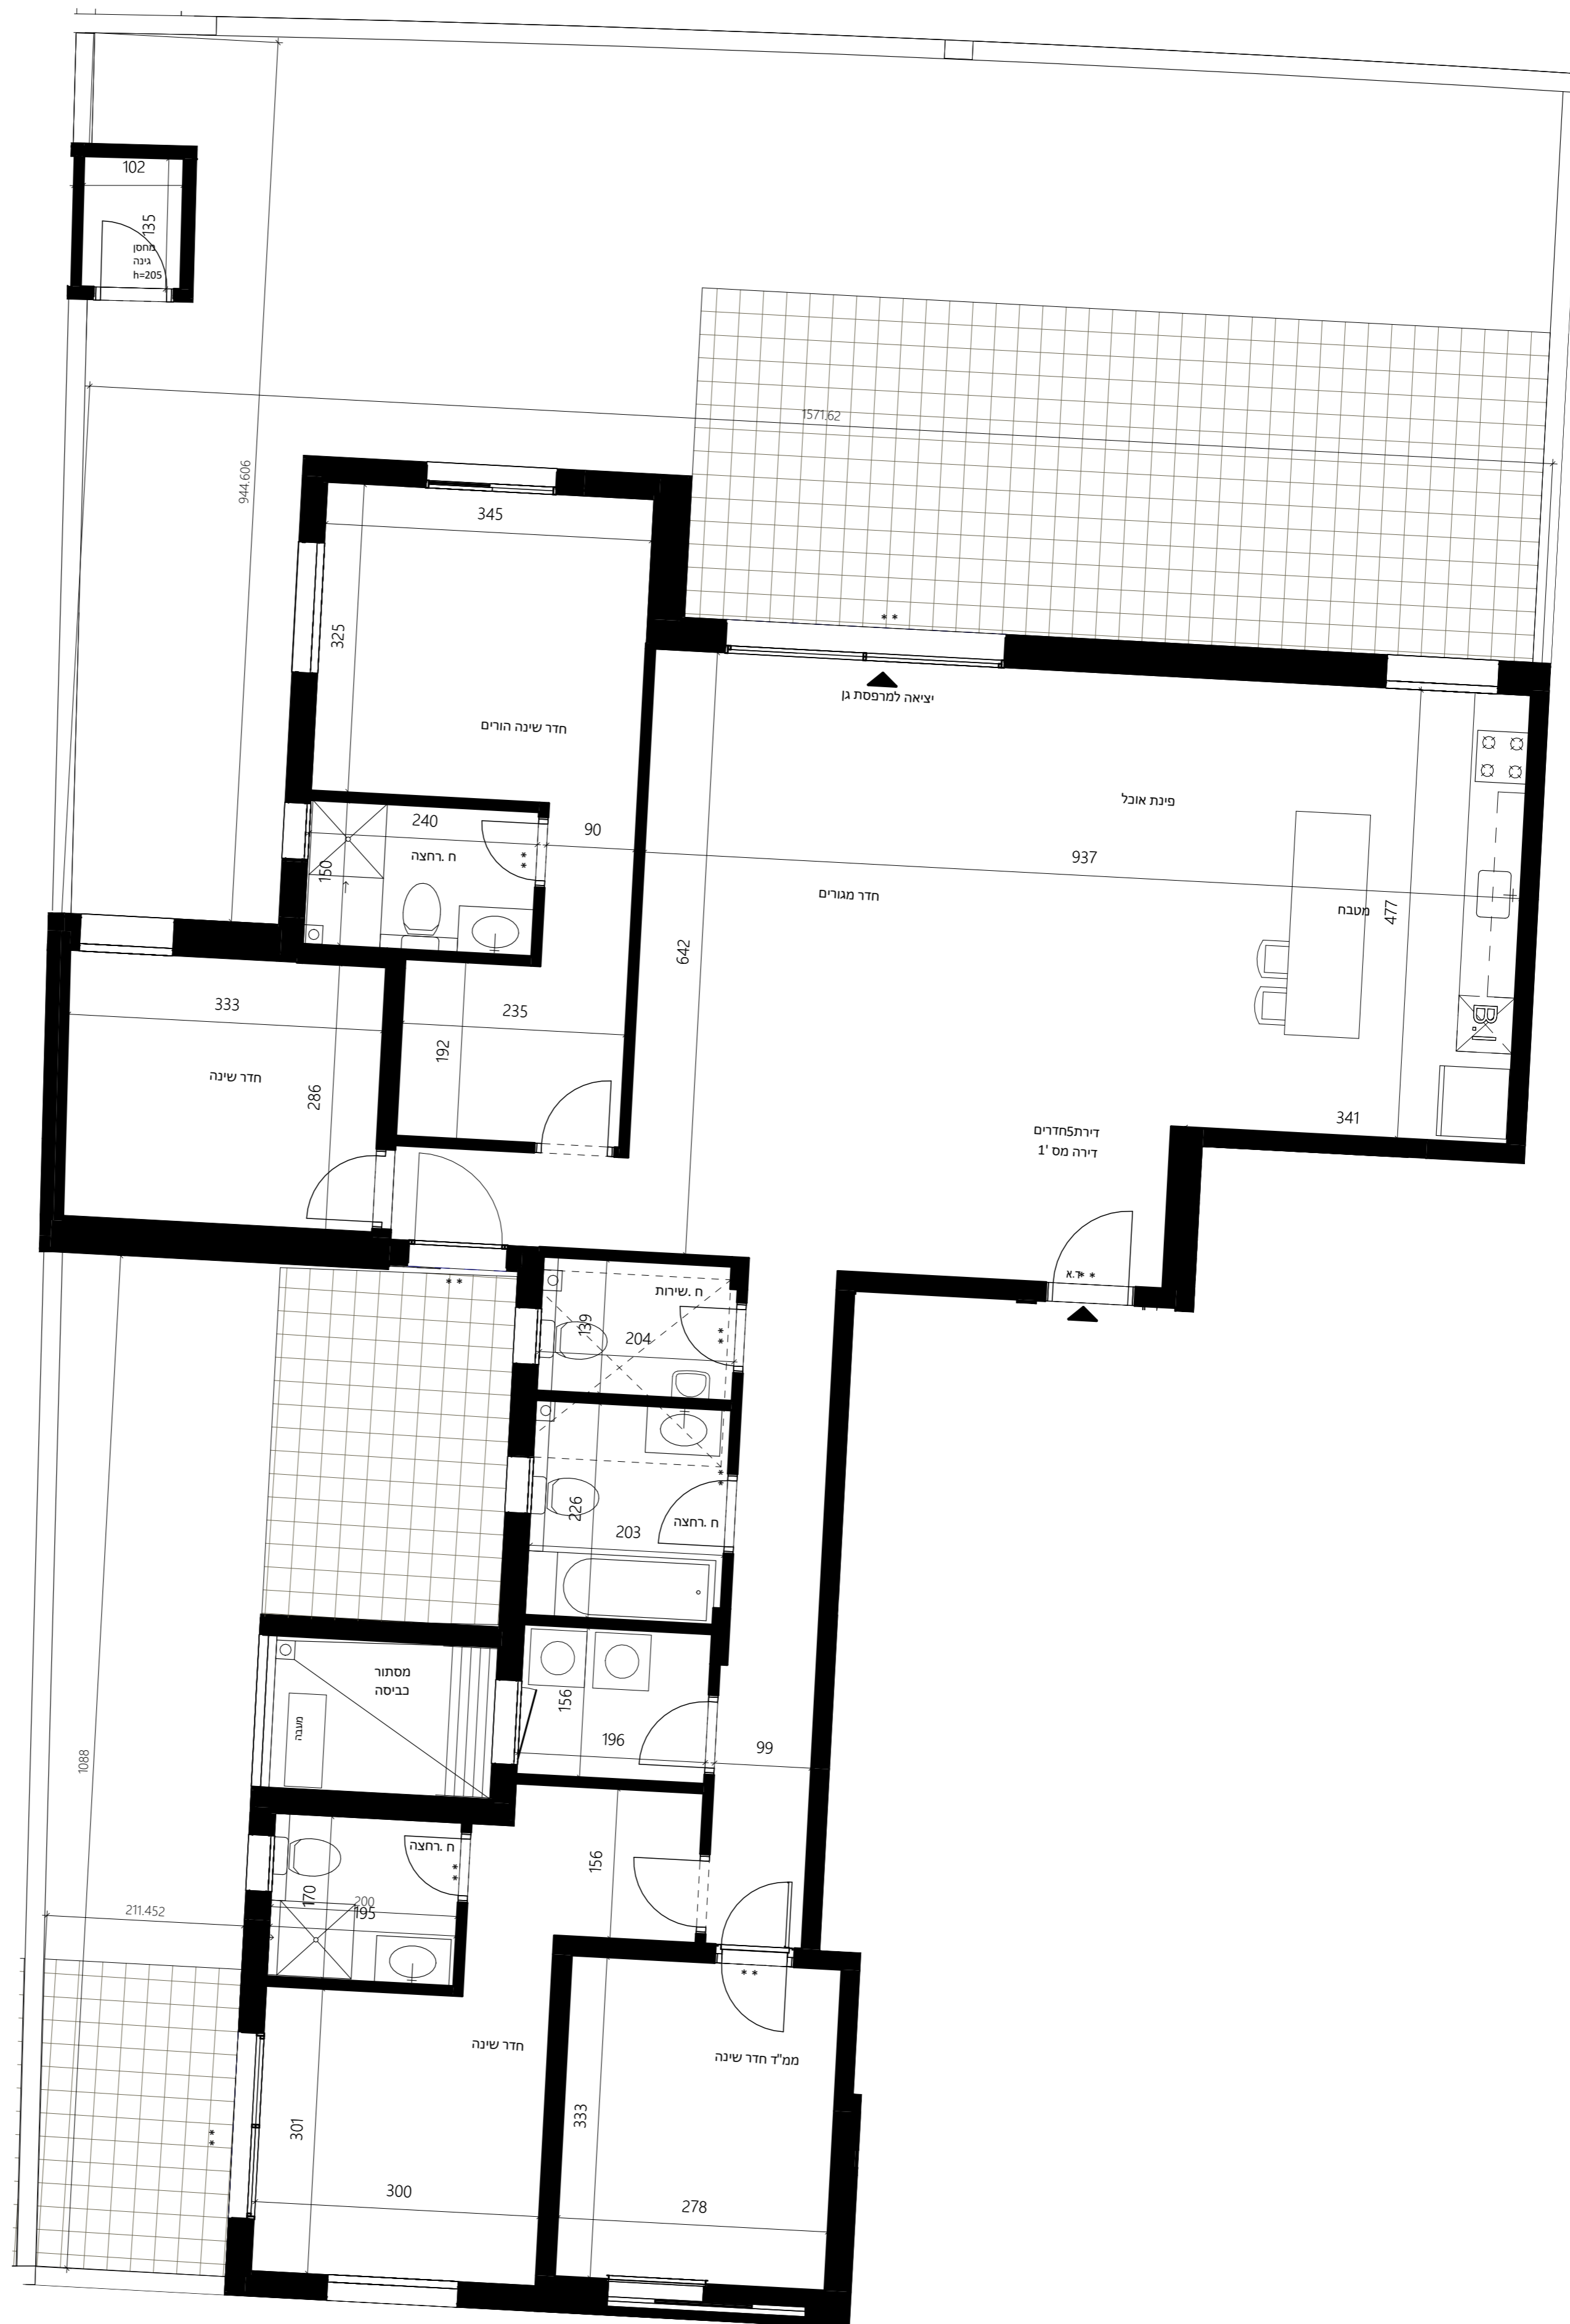 102
135
מחסן
גינה
h=205
1571.62
944.606
345
325
חדר שינה הורים
** 
יציאה למרפסת גן
פינת אוכל
240
90
ח .רחצה
**
150
937
חדר מגורים
מטבח
477
642
333
235
192
286
חדר שינה
B.I
341
דירת5חדרים
דירה מס '1
א.ד
**
**
ח .שירות
139
204
**
**
226
203
ח .רחצה
מסתור
כביסה
מעבה
156
196
99
1088
ח .רחצה
**
156
170
200
195
211.452
**
חדר שינה
ממ"ד חדר שינה
301
333
**
300
278